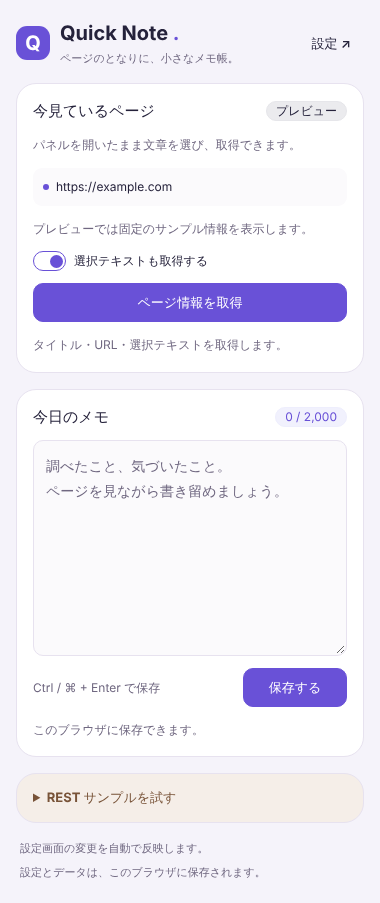 Q
Quick Note .
ページのとなりに、小さなメモ帳。
設定 ↗
今見ているページ
プレビュー
パネルを開いたまま文章を選び、取得できます。
https://example.com
プレビューでは固定のサンプル情報を表示します。
選択テキストも取得する
ページ情報を取得
タイトル・URL・選択テキストを取得します。
今日のメモ
0 / 2,000
調べたこと、気づいたこと。
ページを見ながら書き留めましょう。
Ctrl / ⌘ + Enter で保存
保存する
このブラウザに保存できます。
▶ REST サンプルを試す
設定画面の変更を自動で反映します。
設定とデータは、このブラウザに保存されます。